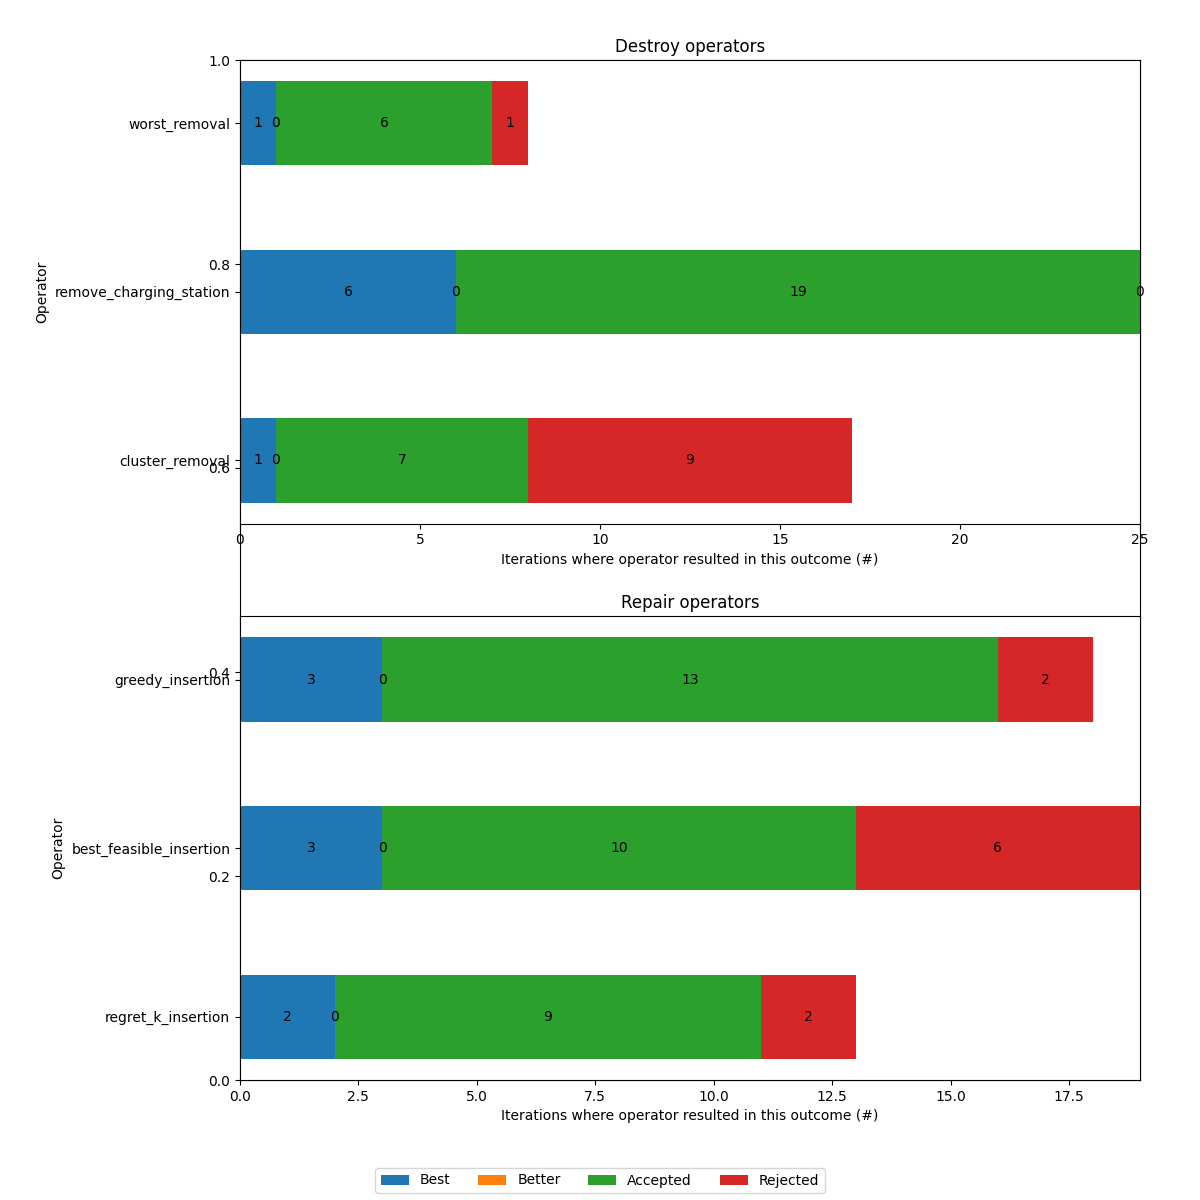 Destroy operators
1.0
worst_removal 1 0 6 1
0.8
Operator
remove_charging_station 6 0 19 0
cluster_removal 1 0 7 9
0.6
0 5 10 15 20 25
Iterations where operator resulted in this outcome (#)
Repair operators
0.4
greedy_insertion 3 0 13 2
Operator
best_feasible_insertion 3 0 10 6
0.2
regret_k_insertion 2 0 9 2
0.0
0.0 2.5 5.0 7.5 10.0 12.5 15.0 17.5
Iterations where operator resulted in this outcome (#)
Best Better Accepted Rejected